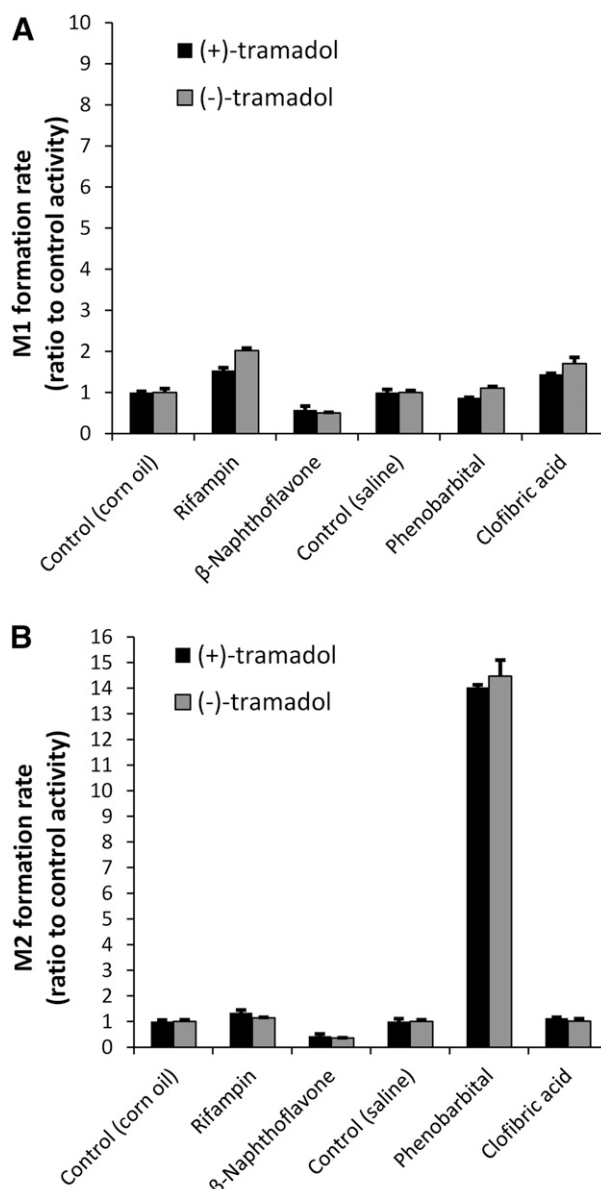 A
M1 formation rate
(ratio to control activity)
10
9
8
7
6
5
4
3
2
1
0
(+)-tramadol
(-)-tramadol
Control (corn oil)
Rifampin
β-Naphthoflavone
Control (saline)
Phenobarbital
Clofibric acid
B
M2 formation rate
(ratio to control activity)
16
15
14
13
12
11
10
9
8
7
6
5
4
3
2
1
0
(+)-tramadol
(-)-tramadol
Control (corn oil)
Rifampin
β-Naphthoflavone
Control (saline)
Phenobarbital
Clofibric acid